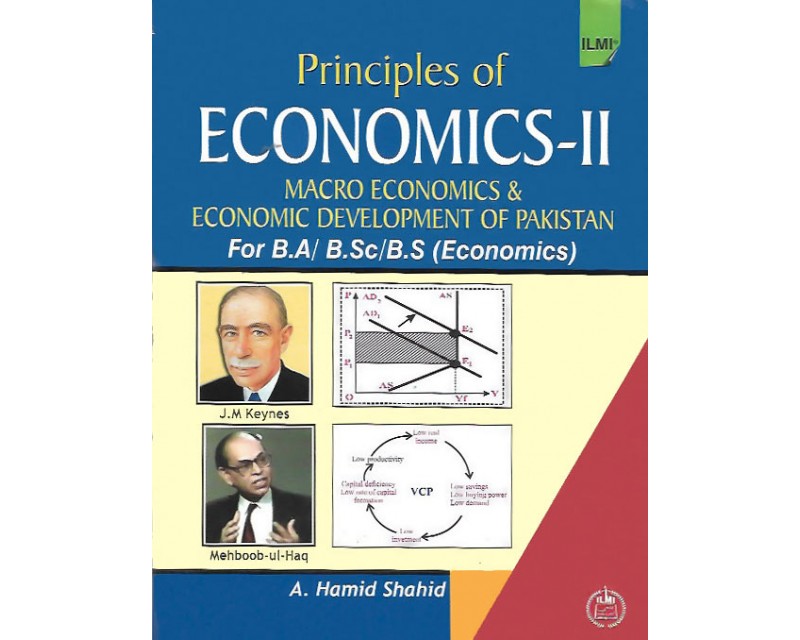 ILMI®
Principles of
ECONOMICS-II
MACRO ECONOMICS &
ECONOMIC DEVELOPMENT OF PAKISTAN
For B.A/ B.Sc/B.S (Economics)
J.M Keynes
P AD2 AS
AD1
P2 E2
P1 E1
AS
O Yf Y
Mehboob-ul-Haq
Low real
income
Low productivity
Capital deficiency
Low rate of capital
formation
VCP
Low savings
Low buying power
Low demand
Low
invetment
A. Hamid Shahid
ILMI